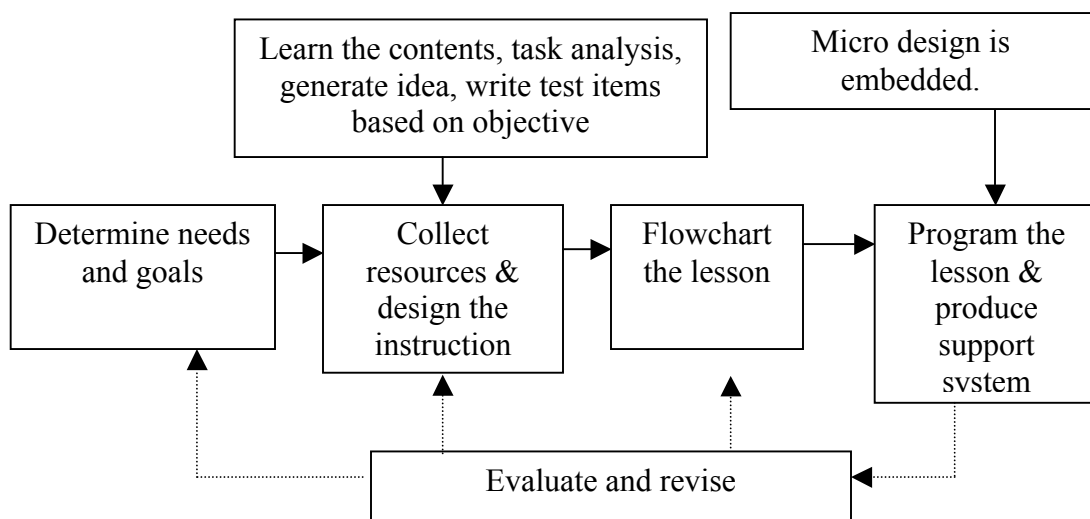 Learn the contents, task analysis,
generate idea, write test items
based on objective
Micro design is
embedded.
Determine needs
and goals
Collect
resources &
design the
instruction
Flowchart
the lesson
Program the
lesson &
produce
support
system
Evaluate and revise